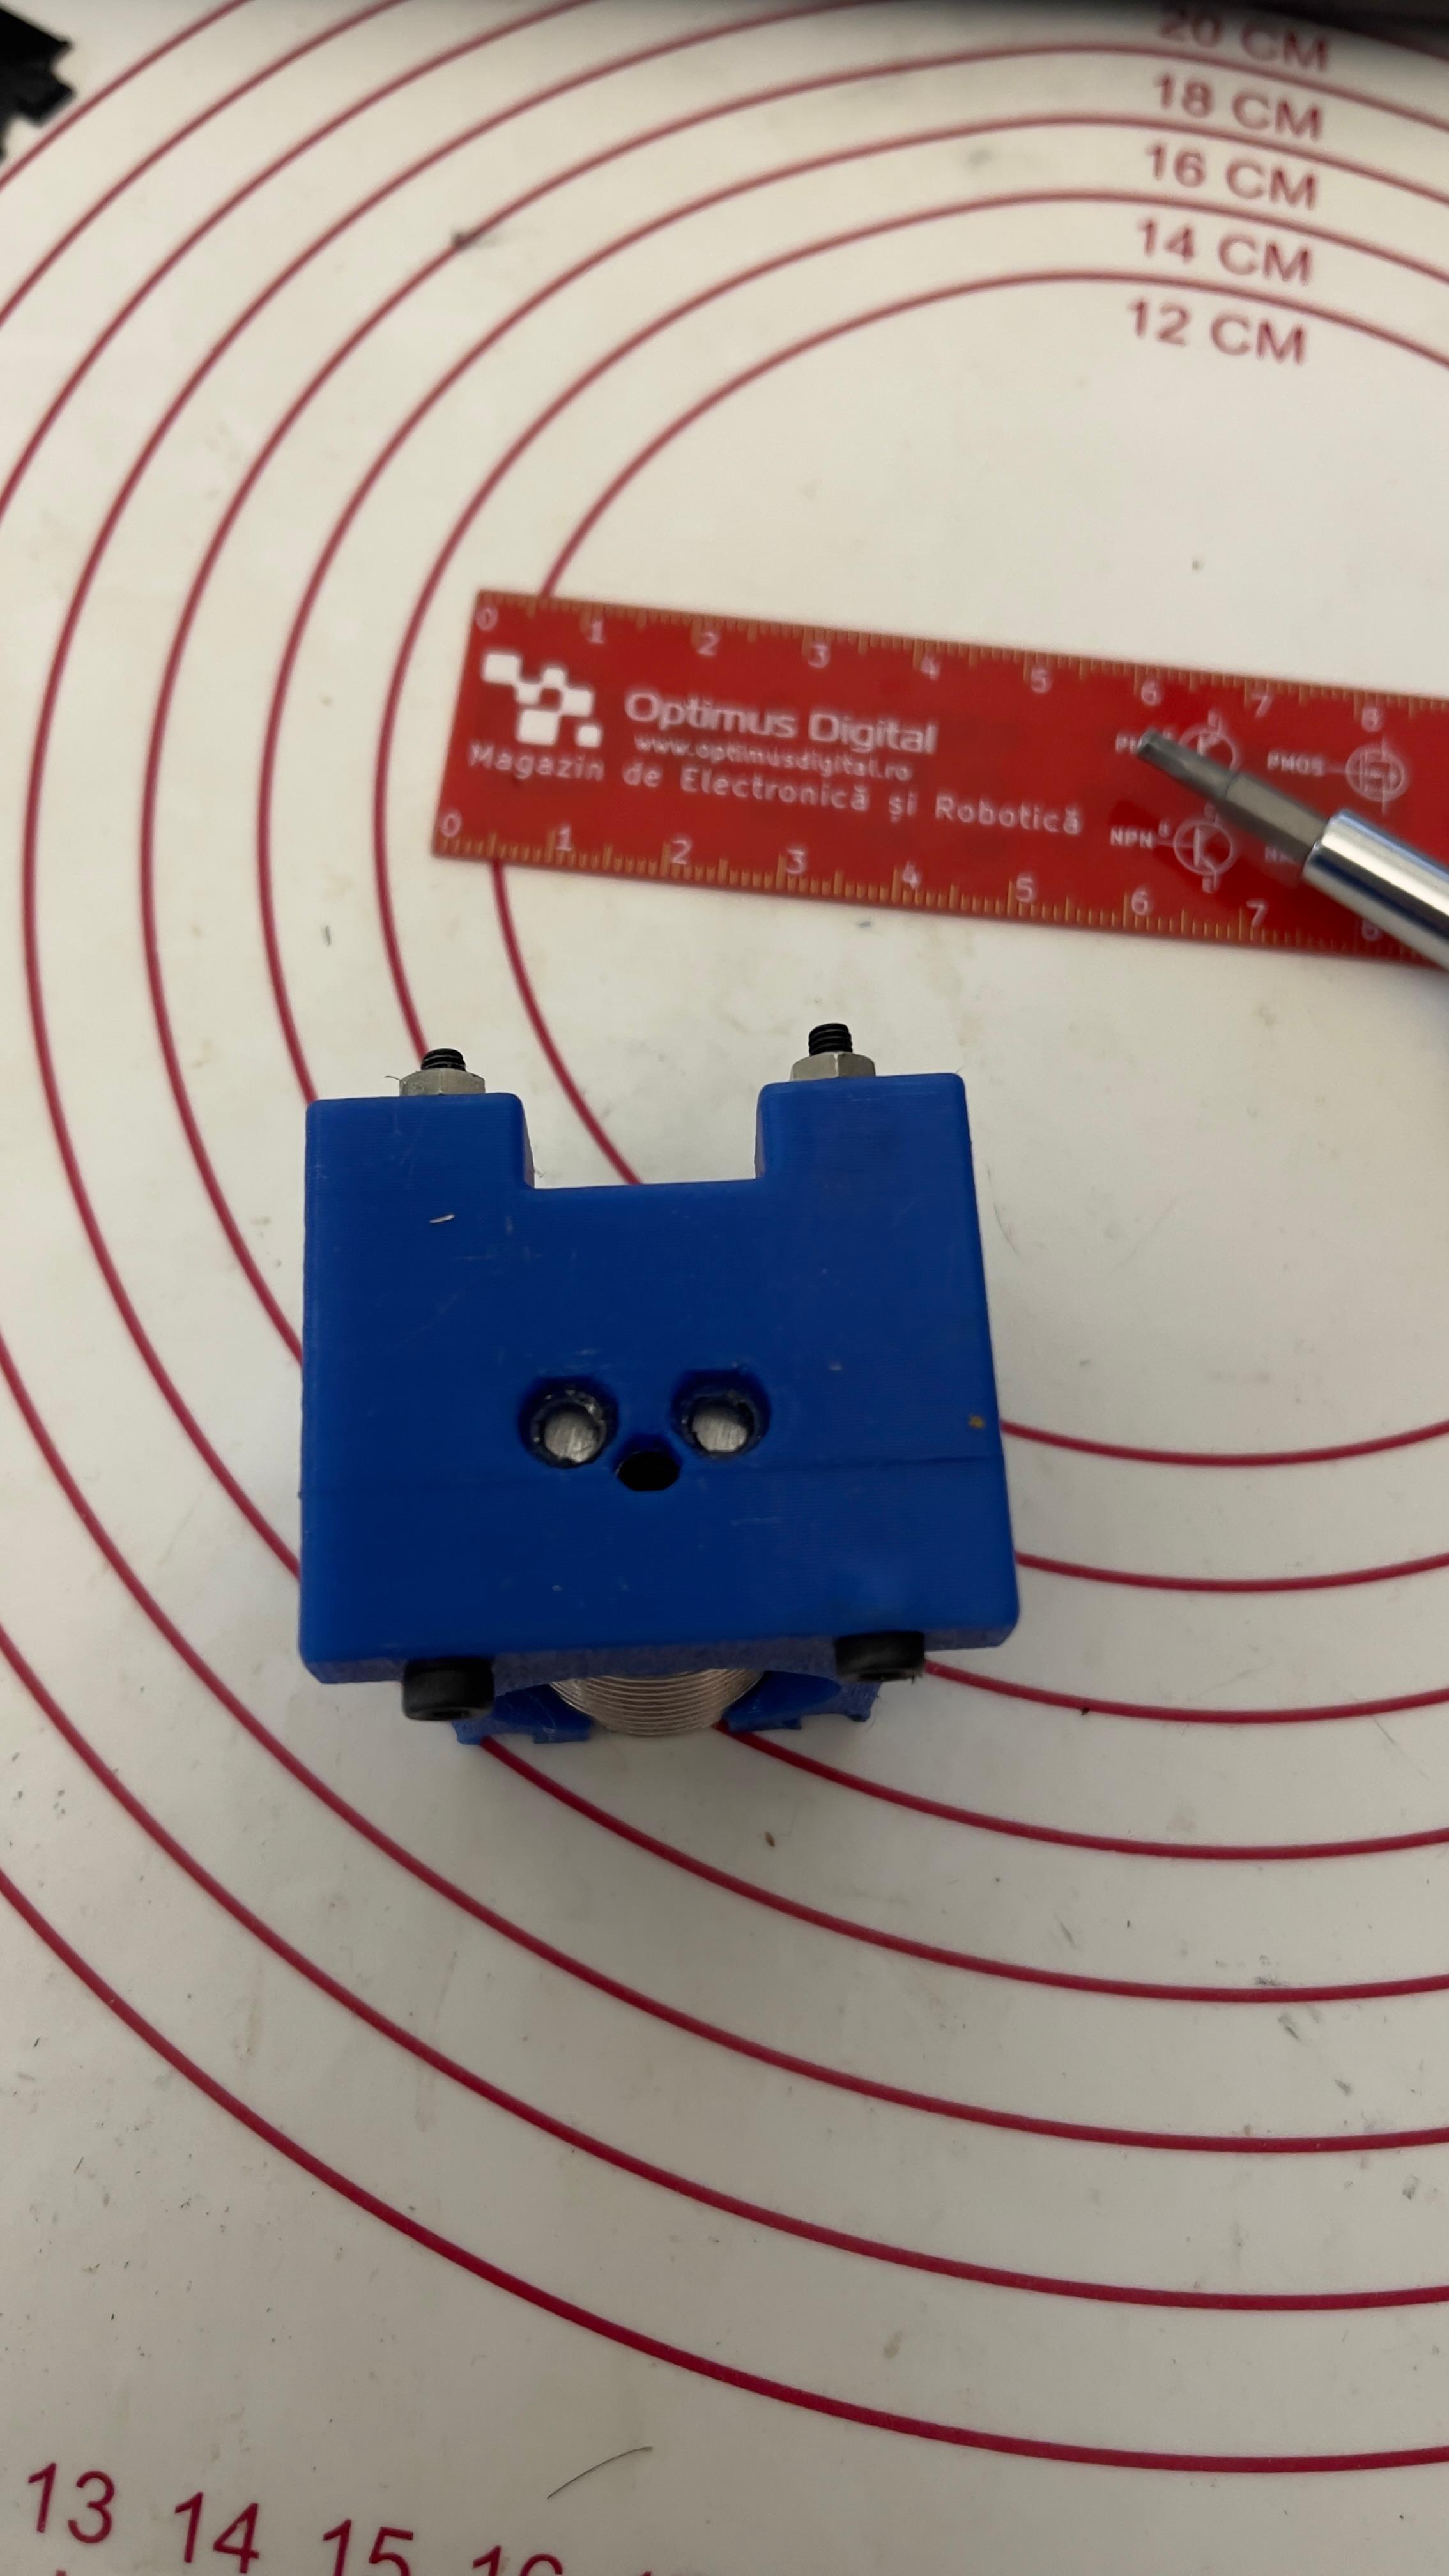 20 CM
18 CM
16 CM
14 CM
12 CM
0 1 2 3 4 5 6 7 8
Optimus Digital
www.optimusdigital.ro
Magazin de Electronică și Robotică
PMOS
NPN
0 1 2 3 4 5 6 7 8
13 14 15 16